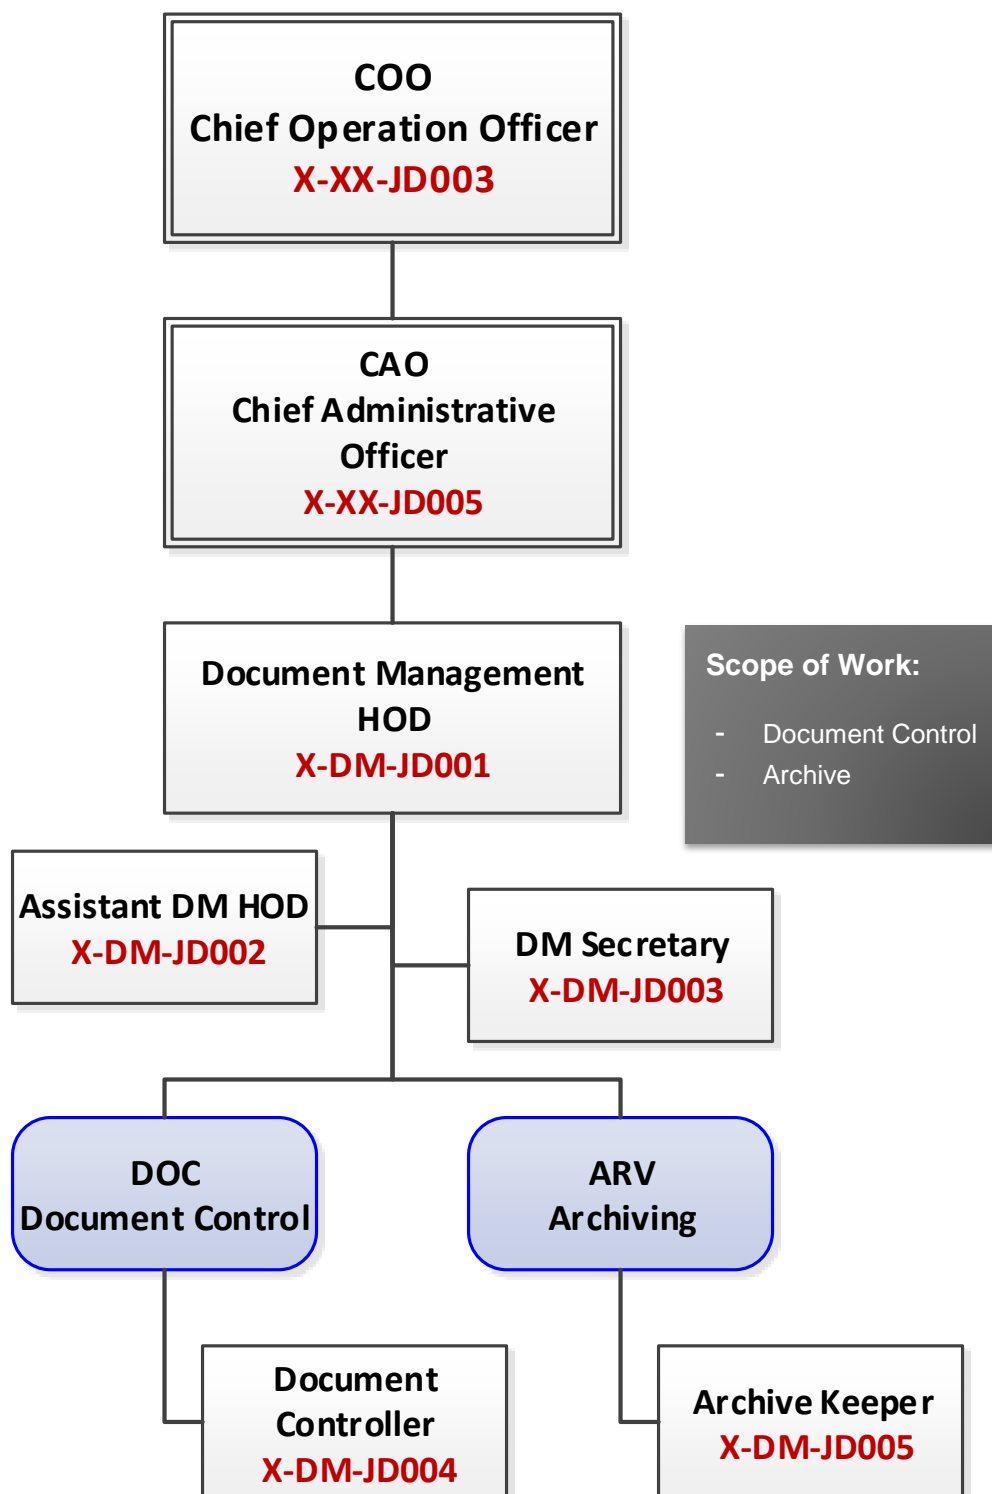 COO
Chief Operation Officer
X-XX-JD003
CAO
Chief Administrative
Officer
X-XX-JD005
Document Management
HOD
X-DM-JD001
Scope of Work:
- Document Control
- Archive
Assistant DM HOD
X-DM-JD002
DM Secretary
X-DM-JD003
DOC
Document Control
ARV
Archiving
Document
Controller
X-DM-JD004
Archive Keeper
X-DM-JD005